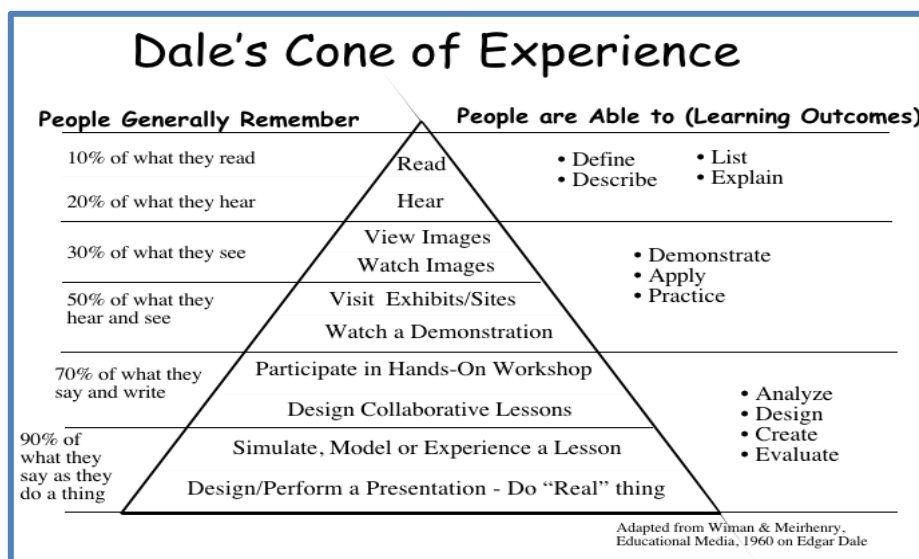 Dale's Cone of Experience
People Generally Remember
People are Able to (Learning Outcomes)
10% of what they read
Read
• Define
• List
• Describe
• Explain
20% of what they hear
Hear
30% of what they see
View Images
Watch Images
• Demonstrate
• Apply
• Practice
50% of what they
hear and see
Visit Exhibits/Sites
Watch a Demonstration
70% of what they
say and write
Participate in Hands-On Workshop
Design Collaborative Lessons
• Analyze
• Design
• Create
• Evaluate
90% of
what they
say as they
do a thing
Simulate, Model or Experience a Lesson
Design/Perform a Presentation - Do “Real” thing
Adapted from Wiman & Meirhenry,
Educational Media, 1960 on Edgar Dale